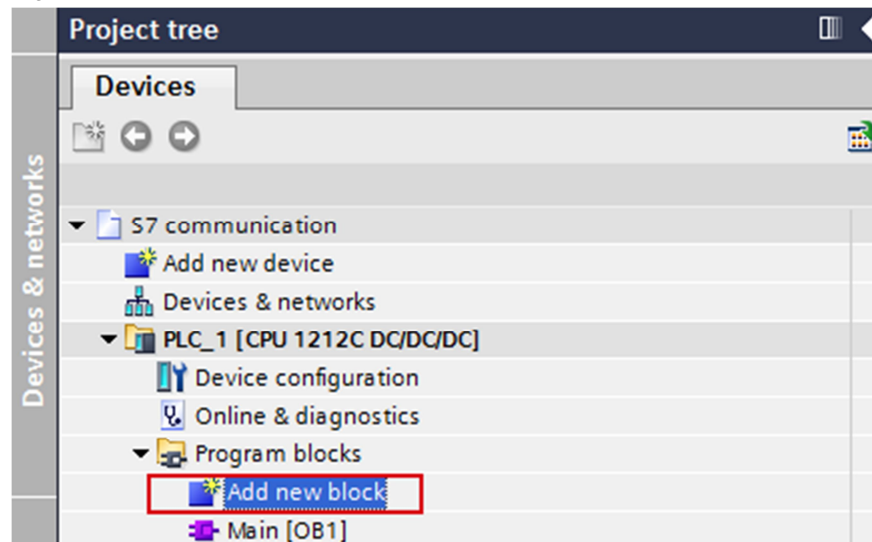 Project tree
Devices
Devices & networks
S7 communication
Add new device
Devices & networks
PLC_1 [CPU 1212C DC/DC/DC]
Device configuration
Online & diagnostics
Program blocks
Add new block
Main [OB1]